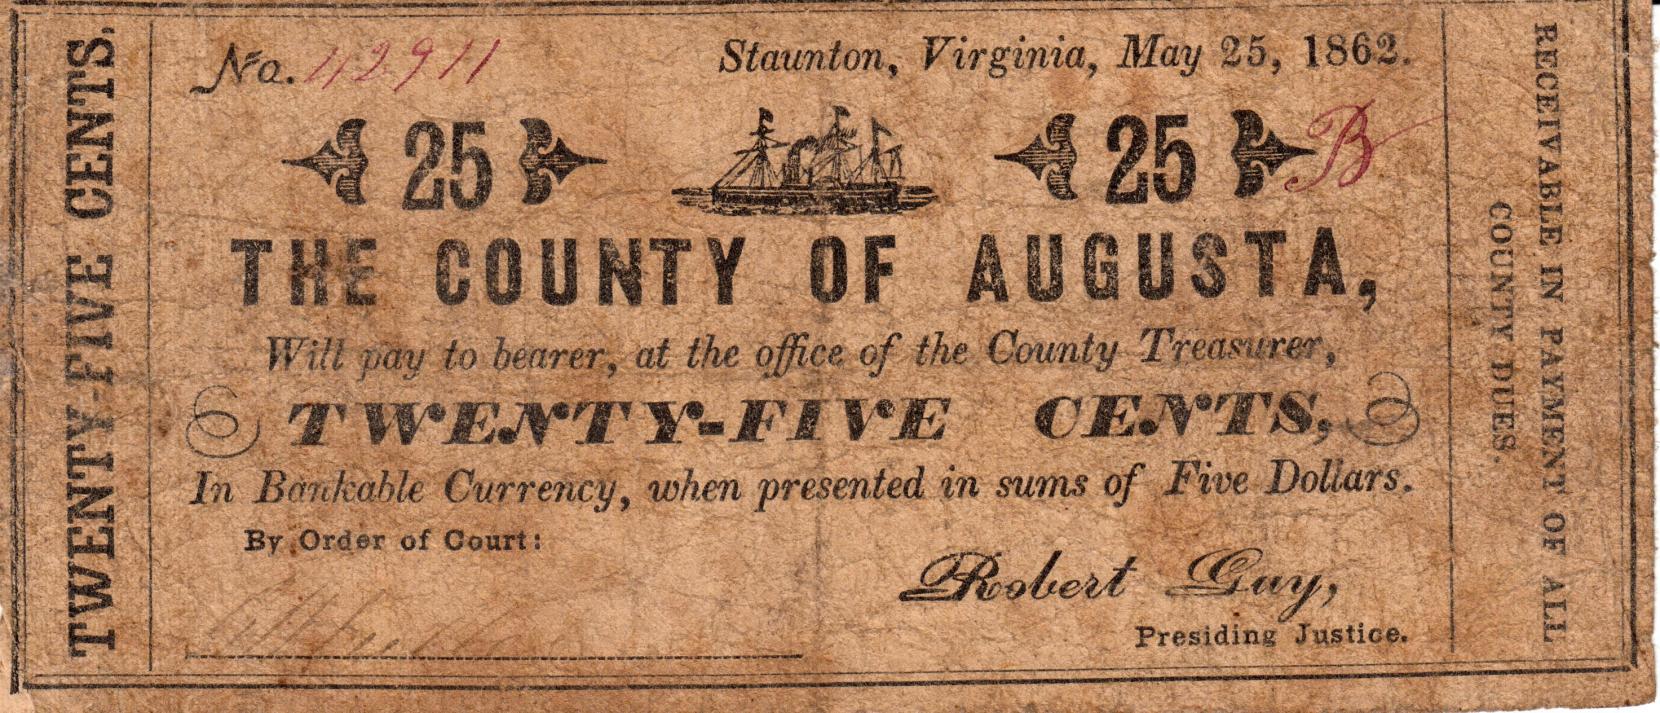 TWENTY-FIVE CENTS.
No. 42911
Staunton, Virginia, May 25, 1862.
25 25 B
THE COUNTY OF AUGUSTA,
Will pay to bearer, at the office of the County Treasurer,
TWENTY-FIVE CENTS,
In Bankable Currency, when presented in sums of Five Dollars.
By Order of Court:
Robert Guy,
Presiding Justice.
RECEIVABLE IN PAYMENT OF ALL
COUNTY DUES.